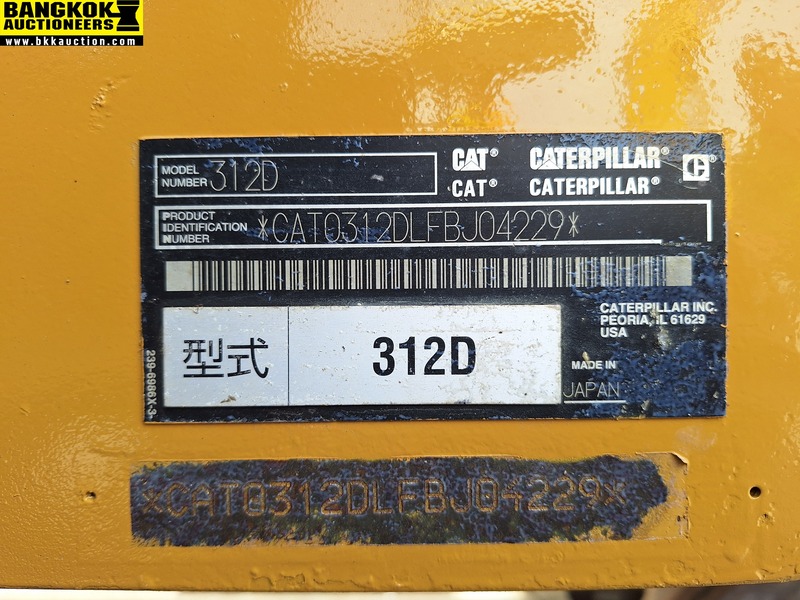 BANGKOK
AUCTIONEERS
www.bkkauction.com
MODEL NUMBER 312D
CAT® CATERPILLAR® C®
CAT® CATERPILLAR®
PRODUCT
IDENTIFICATION
NUMBER
*CAT0312DLFBJ04229*
型式 312D
CATERPILLAR INC.
PEORIA, IL 61629
USA
MADE IN
JAPAN
239-6986X-3
*CAT0312DLFBJ04229*